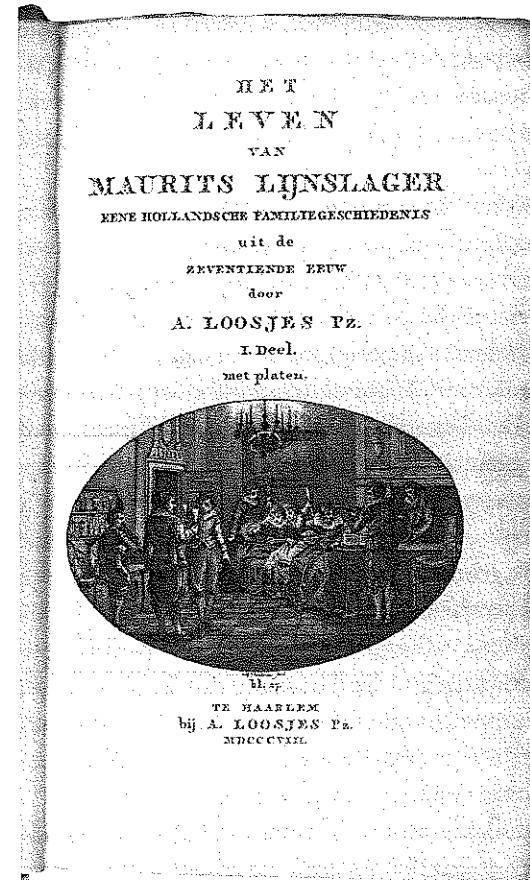 HET
LEVEN
VAN
MAURITS LIJNSLAGER
EENE HOLLANDSCHE FAMILIEGESCHIEDENIS
uit de
ZEVENTIENDE EEUW
door
A. LOOSJES Pz.
I. Deel.
met platen.
bl.
TE HAARLEM
bij A. LOOSJES Pz.
MDCCCVIII.